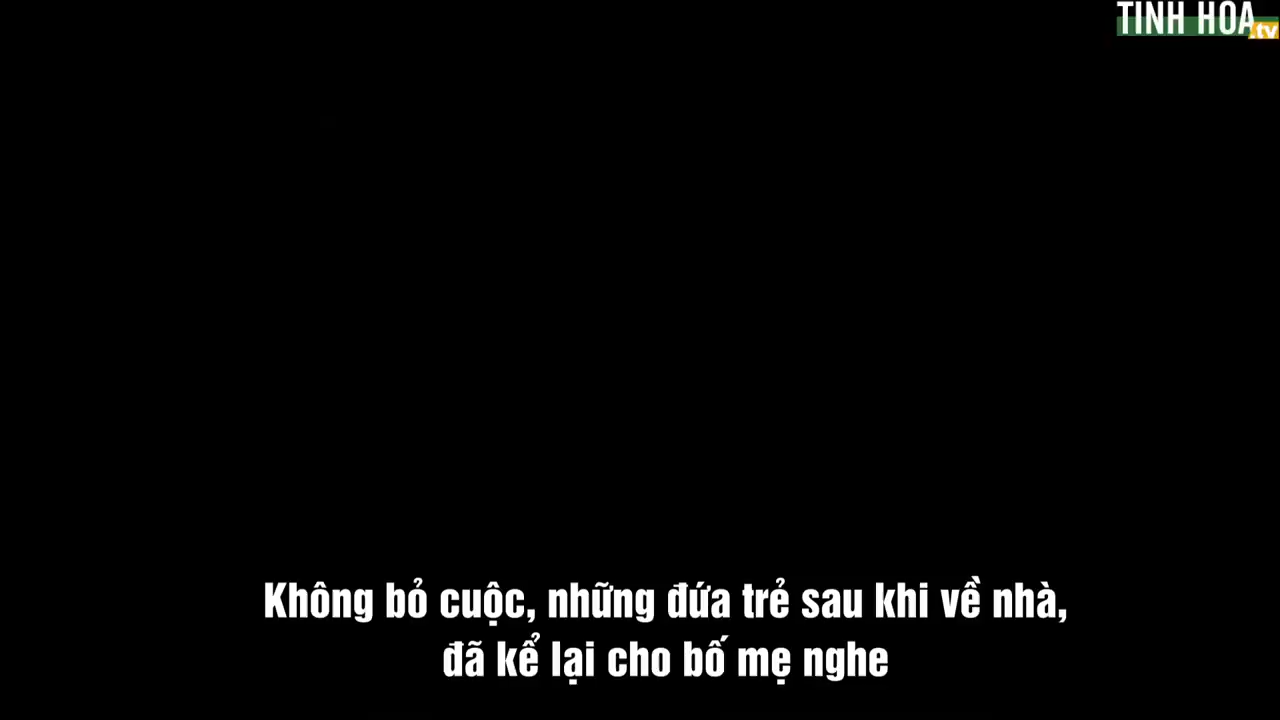 TINH HOA
.tv
Không bỏ cuộc, những đứa trẻ sau khi về nhà,
đã kể lại cho bố mẹ nghe